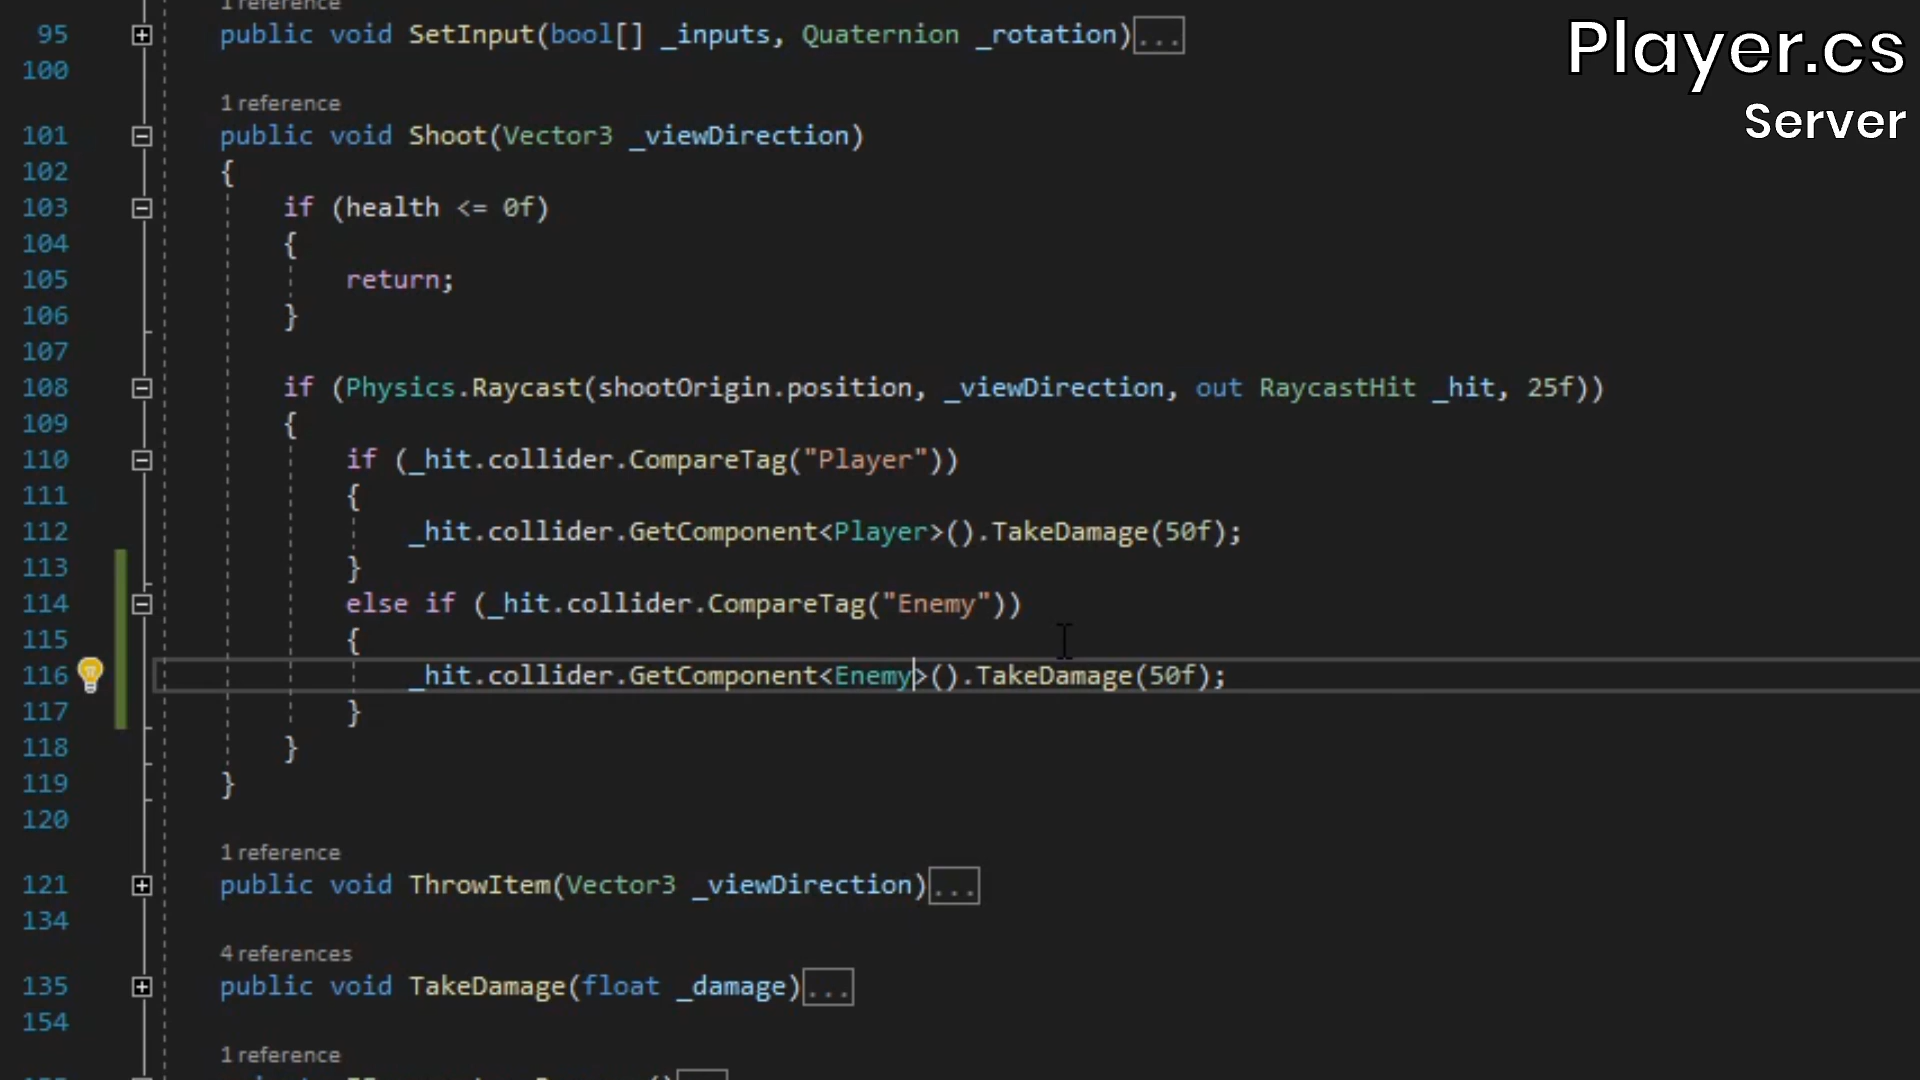 1 reference
95 public void SetInput(bool[] _inputs, Quaternion _rotation)...
Player.cs
Server
100
1 reference
101 public void Shoot(Vector3 _viewDirection)
102 {
103 if (health <= 0f)
104 {
105 return;
106 }
107
108 if (Physics.Raycast(shootOrigin.position, _viewDirection, out RaycastHit _hit, 25f))
109 {
110 if (_hit.collider.CompareTag("Player"))
111 {
112 _hit.collider.GetComponent<Player>().TakeDamage(50f);
113 }
114 else if (_hit.collider.CompareTag("Enemy"))
115 {
116 _hit.collider.GetComponent<Enemy>().TakeDamage(50f);
117 }
118 }
119 }
120
1 reference
121 public void ThrowItem(Vector3 _viewDirection)...
134
4 references
135 public void TakeDamage(float _damage)...
154
1 reference